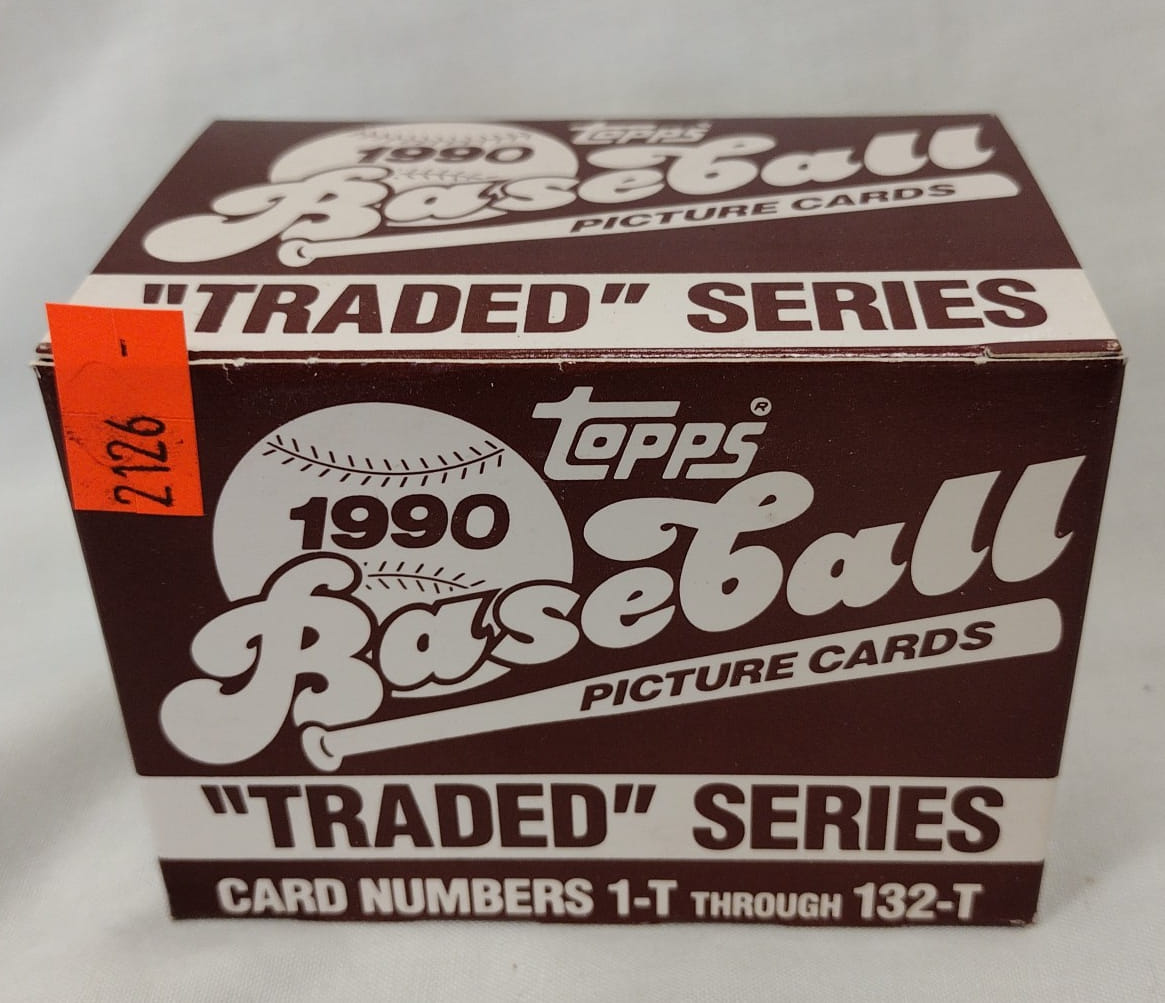 topps
1990
Baseball
PICTURE CARDS
"TRADED" SERIES
2126 -
topps®
1990
Baseball
PICTURE CARDS
"TRADED" SERIES
CARD NUMBERS 1-T THROUGH 132-T